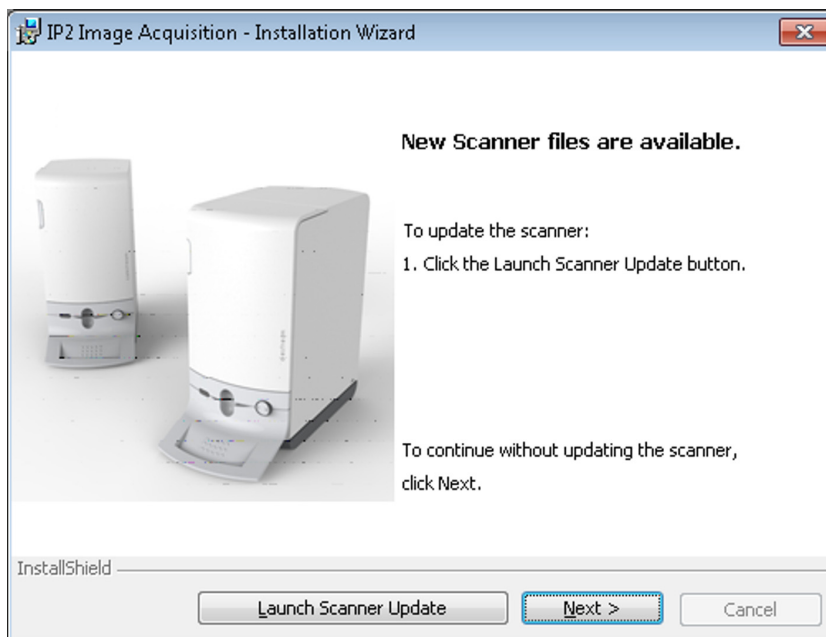 IP2 Image Acquisition - Installation Wizard
New Scanner files are available.
To update the scanner:
1. Click the Launch Scanner Update button.
To continue without updating the scanner,
click Next.
InstallShield
Launch Scanner Update
Next >
Cancel